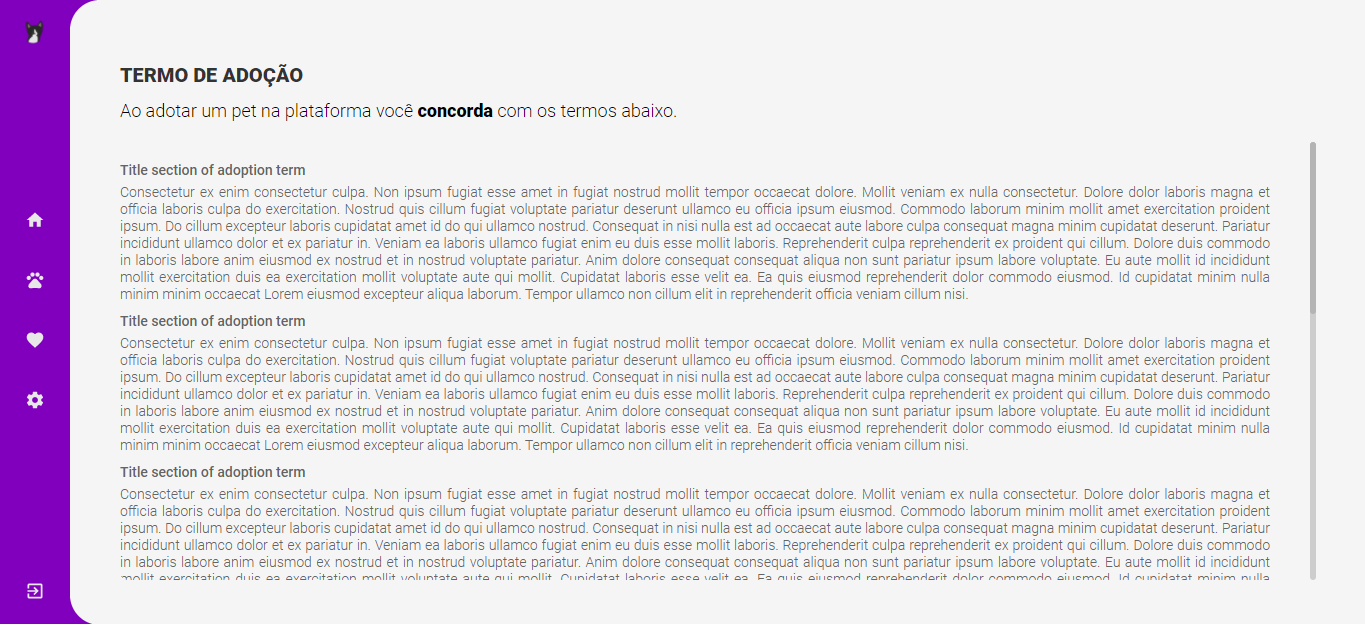 TERMO DE ADOÇÃO
Ao adotar um pet na plataforma você concorda com os termos abaixo.
Title section of adoption term
Consectetur ex enim consectetur culpa. Non ipsum fugiat esse amet in fugiat nostrud mollit tempor occaecat dolore. Mollit veniam ex nulla consectetur. Dolore dolor laboris magna et
officia laboris culpa do exercitation. Nostrud quis cillum fugiat voluptate pariatur deserunt ullamco eu officia ipsum eiusmod. Commodo laborum minim mollit amet exercitation proident
ipsum. Do cillum excepteur laboris cupidatat amet id do qui ullamco nostrud. Consequat in nisi nulla est ad occaecat aute labore culpa consequat magna minim cupidatat deserunt. Pariatur
incididunt ullamco dolor et ex pariatur in. Veniam ea laboris ullamco fugiat enim eu duis esse mollit laboris. Reprehenderit culpa reprehenderit ex proident qui cillum. Dolore duis commodo
in laboris labore anim eiusmod ex nostrud et in nostrud voluptate pariatur. Anim dolore consequat consequat aliqua non sunt pariatur ipsum labore voluptate. Eu aute mollit id incididunt
mollit exercitation duis ea exercitation mollit voluptate aute qui mollit. Cupidatat laboris esse velit ea. Ea quis eiusmod reprehenderit dolor commodo eiusmod. Id cupidatat minim nulla
minim minim occaecat Lorem eiusmod excepteur aliqua laborum. Tempor ullamco non cillum elit in reprehenderit officia veniam cillum nisi.
Title section of adoption term
Consectetur ex enim consectetur culpa. Non ipsum fugiat esse amet in fugiat nostrud mollit tempor occaecat dolore. Mollit veniam ex nulla consectetur. Dolore dolor laboris magna et
officia laboris culpa do exercitation. Nostrud quis cillum fugiat voluptate pariatur deserunt ullamco eu officia ipsum eiusmod. Commodo laborum minim mollit amet exercitation proident
ipsum. Do cillum excepteur laboris cupidatat amet id do qui ullamco nostrud. Consequat in nisi nulla est ad occaecat aute labore culpa consequat magna minim cupidatat deserunt. Pariatur
incididunt ullamco dolor et ex pariatur in. Veniam ea laboris ullamco fugiat enim eu duis esse mollit laboris. Reprehenderit culpa reprehenderit ex proident qui cillum. Dolore duis commodo
in laboris labore anim eiusmod ex nostrud et in nostrud voluptate pariatur. Anim dolore consequat consequat aliqua non sunt pariatur ipsum labore voluptate. Eu aute mollit id incididunt
mollit exercitation duis ea exercitation mollit voluptate aute qui mollit. Cupidatat laboris esse velit ea. Ea quis eiusmod reprehenderit dolor commodo eiusmod. Id cupidatat minim nulla
minim minim occaecat Lorem eiusmod excepteur aliqua laborum. Tempor ullamco non cillum elit in reprehenderit officia veniam cillum nisi.
Title section of adoption term
Consectetur ex enim consectetur culpa. Non ipsum fugiat esse amet in fugiat nostrud mollit tempor occaecat dolore. Mollit veniam ex nulla consectetur. Dolore dolor laboris magna et
officia laboris culpa do exercitation. Nostrud quis cillum fugiat voluptate pariatur deserunt ullamco eu officia ipsum eiusmod. Commodo laborum minim mollit amet exercitation proident
ipsum. Do cillum excepteur laboris cupidatat amet id do qui ullamco nostrud. Consequat in nisi nulla est ad occaecat aute labore culpa consequat magna minim cupidatat deserunt. Pariatur
incididunt ullamco dolor et ex pariatur in. Veniam ea laboris ullamco fugiat enim eu duis esse mollit laboris. Reprehenderit culpa reprehenderit ex proident qui cillum. Dolore duis commodo
in laboris labore anim eiusmod ex nostrud et in nostrud voluptate pariatur. Anim dolore consequat consequat aliqua non sunt pariatur ipsum labore voluptate. Eu aute mollit id incididunt
mollit exercitation duis ea exercitation mollit voluptate aute qui mollit. Cupidatat laboris esse velit ea. Ea quis eiusmod reprehenderit dolor commodo eiusmod. Id cupidatat minim nulla